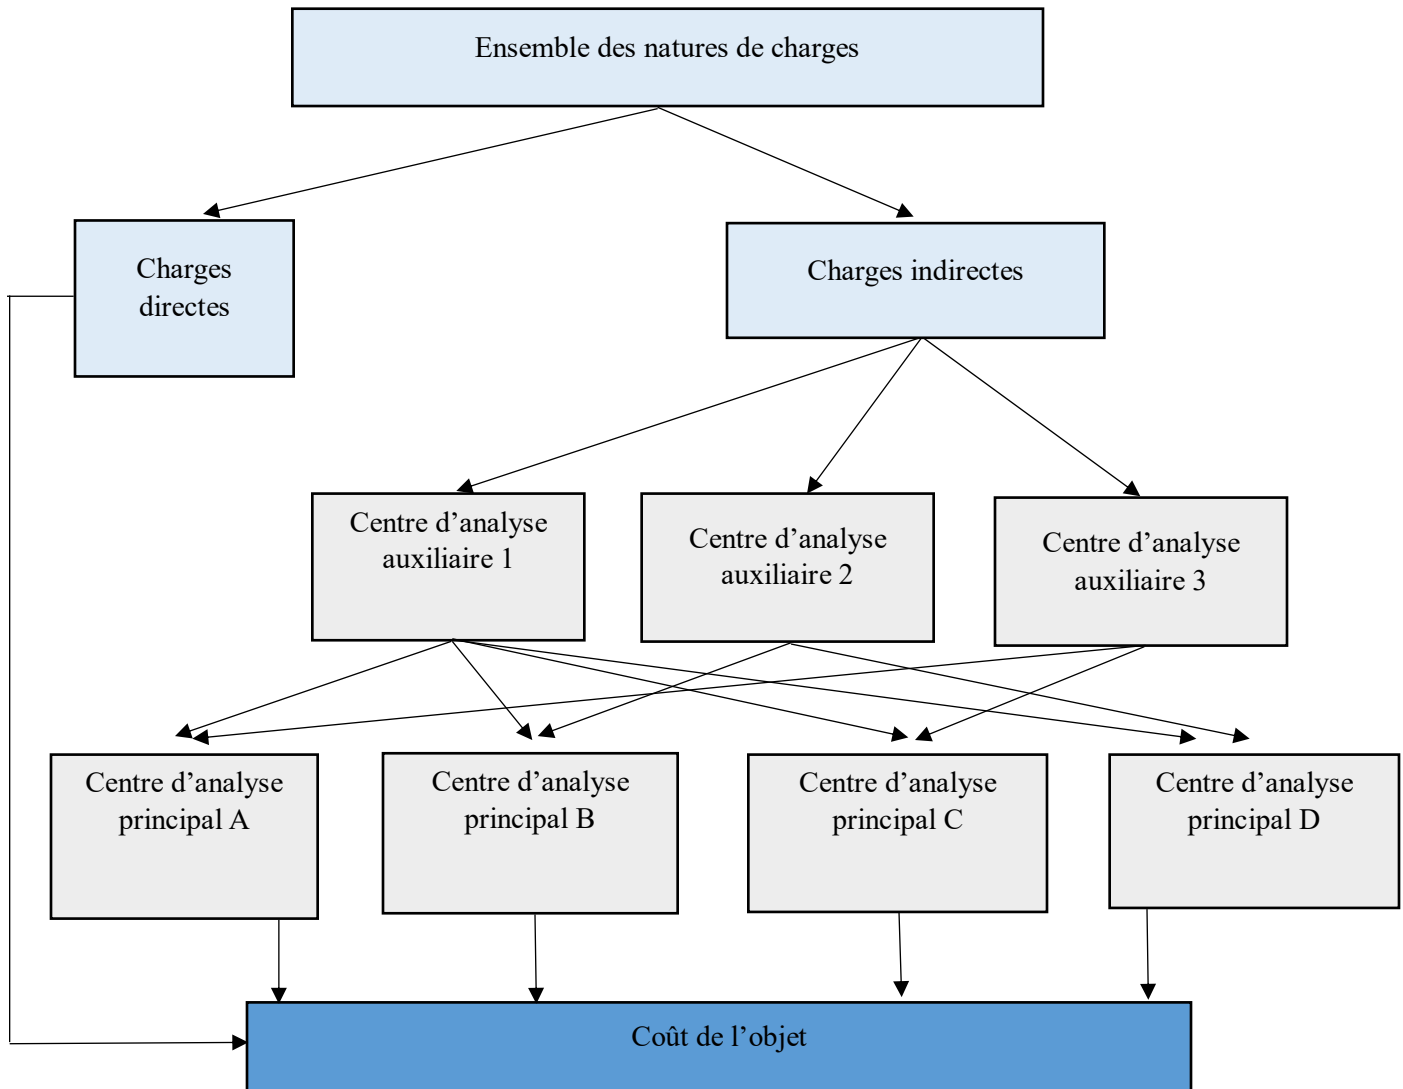 Ensemble des natures de charges
Charges
directes
Charges indirectes
Centre d’analyse
auxiliaire 1
Centre d’analyse
auxiliaire 2
Centre d’analyse
auxiliaire 3
Centre d’analyse
principal A
Centre d’analyse
principal B
Centre d’analyse
principal C
Centre d’analyse
principal D
Coût de l’objet